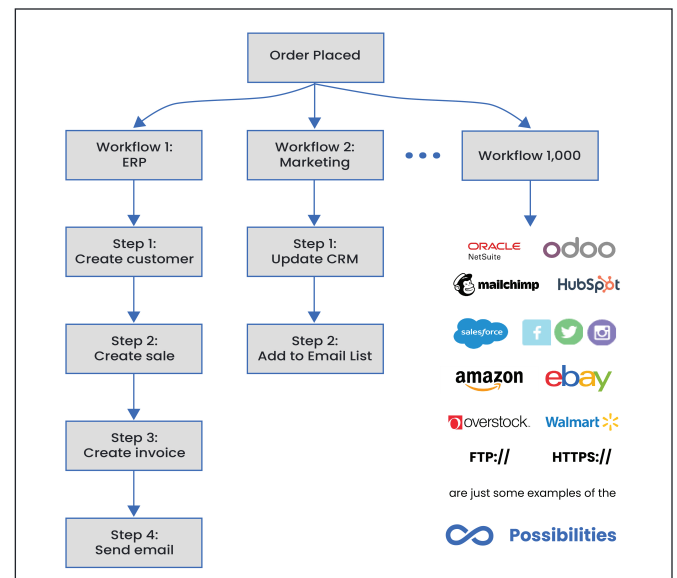 Order Placed
Workflow 1:
ERP
Workflow 2:
Marketing
Workflow 1,000
Step 1:
Create customer
Step 2:
Create sale
Step 3:
Create invoice
Step 4:
Send email
Step 1:
Update CRM
Step 2:
Add to Email List
ORACLE
NetSuite
odoo
mailchimp
HubSpot
salesforce
f
amazon
ebay
overstock.
Walmart
FTP://
HTTPS://
are just some examples of the
Possibilities